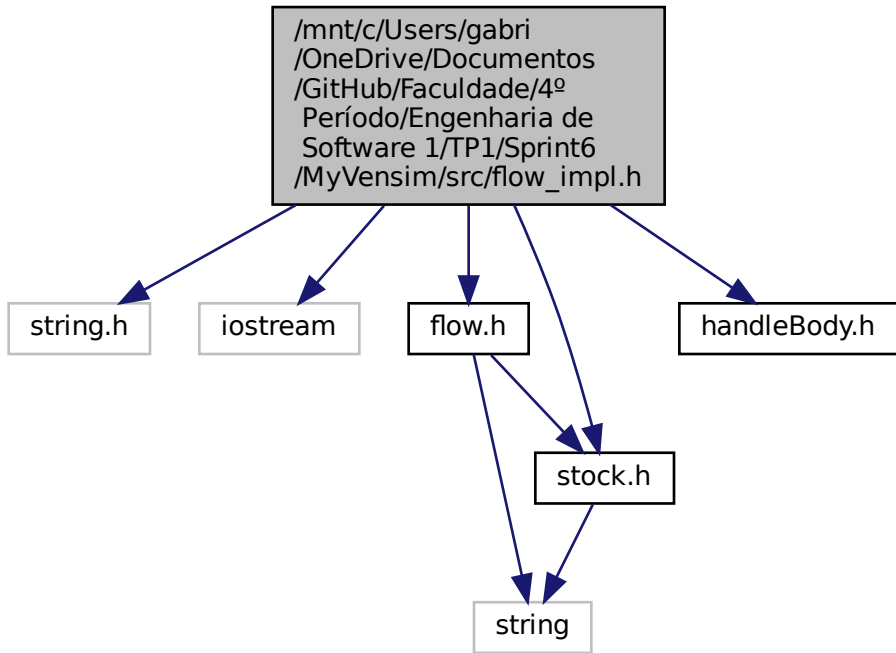 /mnt/c/Users/gabri
/OneDrive/Documentos
/GitHub/Faculdade/4º
Período/Engenharia de
Software 1/TP1/Sprint6
/MyVensim/src/flow_impl.h
string.h
iostream
flow.h
handleBody.h
stock.h
string